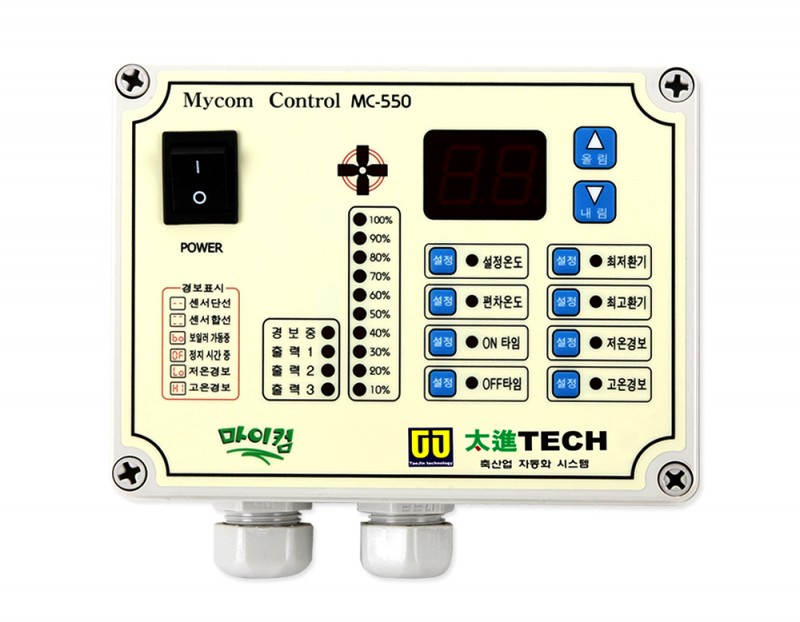 Mycom Control MC-550
POWER
I
O
경보표시
-- 센서단선
센서합선
bo 보일러 가동중
OF 정지 시간 중
Lo 저온경보
Hi 고온경보
100%
90%
80%
70%
60%
50%
40%
30%
20%
10%
경 보 중
출 력 1
출 력 2
출 력 3
88
올 림
내 림
설정 설정온도
설정 최저환기
설정 편차온도
설정 최고환기
설정 ON 타임
설정 저온경보
설정 OFF타임
설정 고온경보
마이컴
TaeJin technology
太進TECH
축산업 자동화 시스템